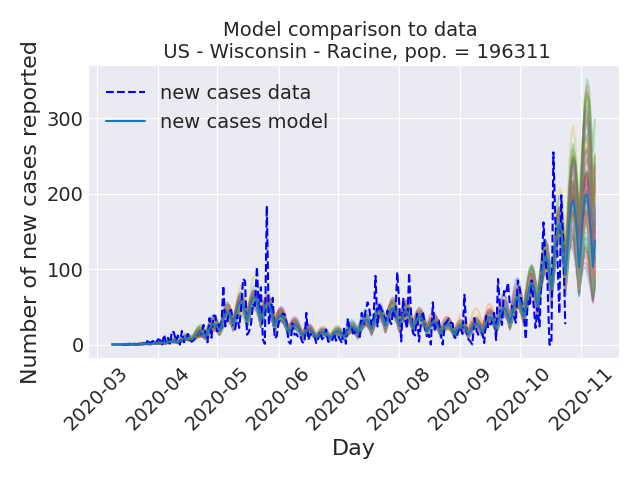 Model comparison to data
US - Wisconsin - Racine, pop. = 196311
Number of new cases reported
300
200
100
0
new cases data
new cases model
2020-03
2020-04
2020-05
2020-06
2020-07
2020-08
2020-09
2020-10
2020-11
Day